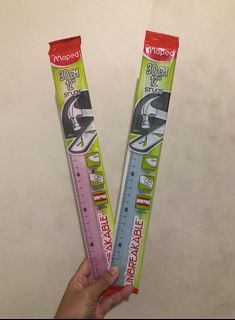 Maped
30CM
12"
STUDY
UNBREAKABLE*
Maped
30CM
12"
STUDY
UNBREAKABLE*